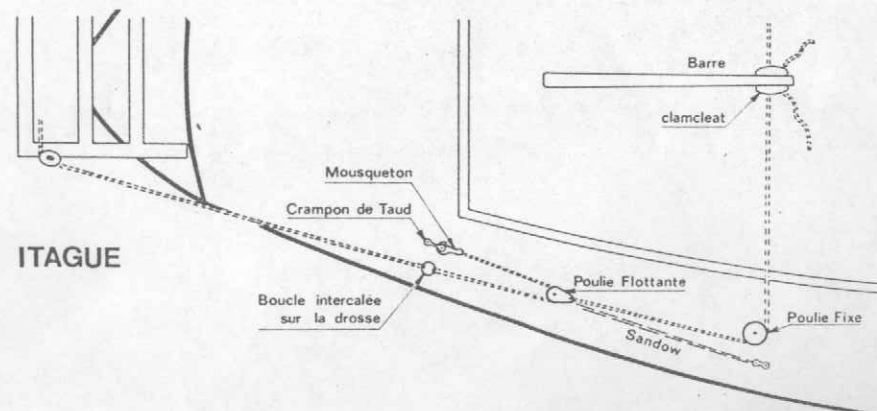 Barre
clamcleat
Mousqueton
Crampon de Taud
ITAGUE
Boucle intercalée
sur la drosse
Poulie Flottante
Poulie Fixe
Sandow